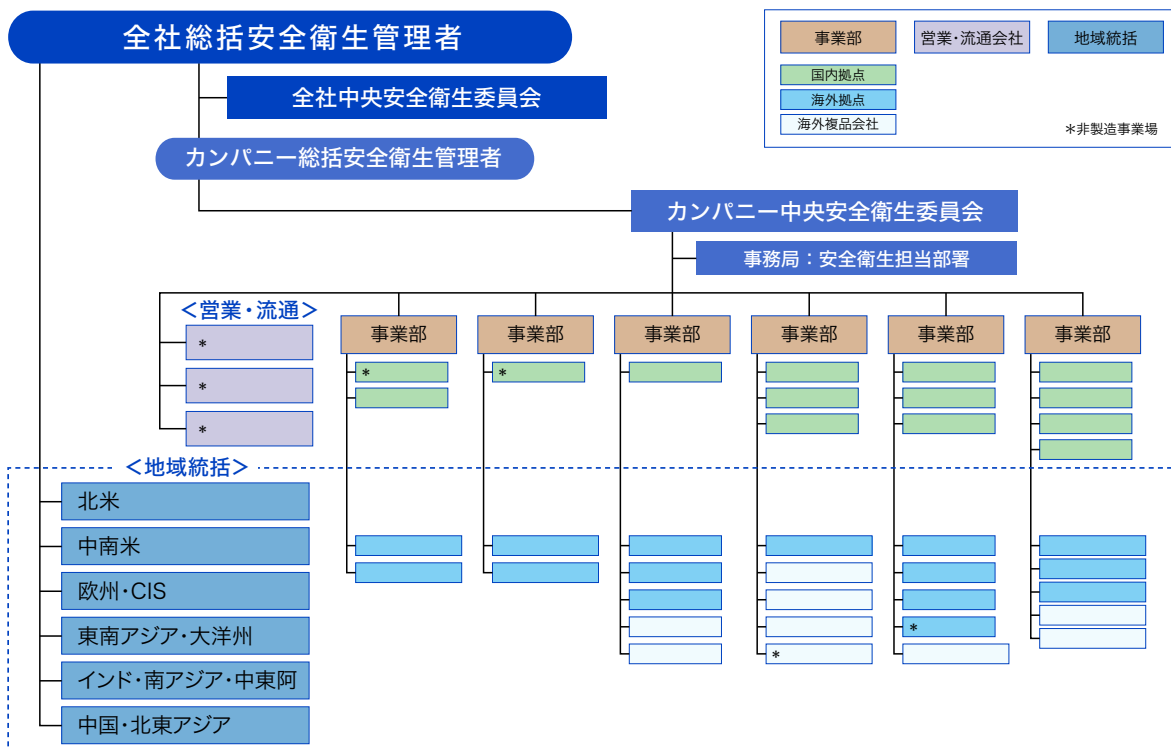 全社総括安全衛生管理者
全社中央安全衛生委員会
カンパニー総括安全衛生管理者
カンパニー中央安全衛生委員会
事務局：安全衛生担当部署
事業部
営業・流通会社
地域統括
国内拠点
海外拠点
海外複品会社
＊非製造事業場
＜営業・流通＞
*
*
*
事業部
事業部
事業部
事業部
事業部
事業部
*
*
＜地域統括＞
北米
中南米
欧州・CIS
東南アジア・大洋州
インド・南アジア・中東阿
中国・北東アジア
*
*